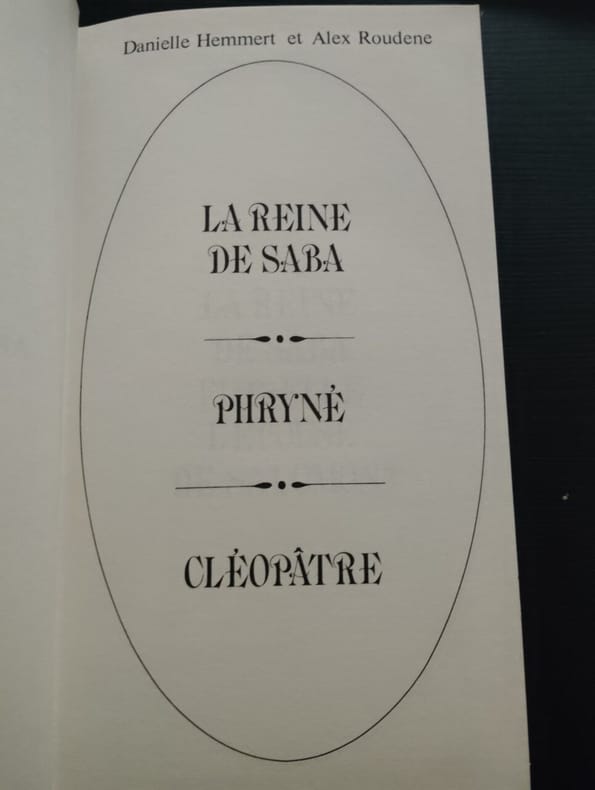 Danielle Hemmert et Alex Roudene
LA REINE
DE SABA
PHRYNÉ
CLÉOPÂTRE